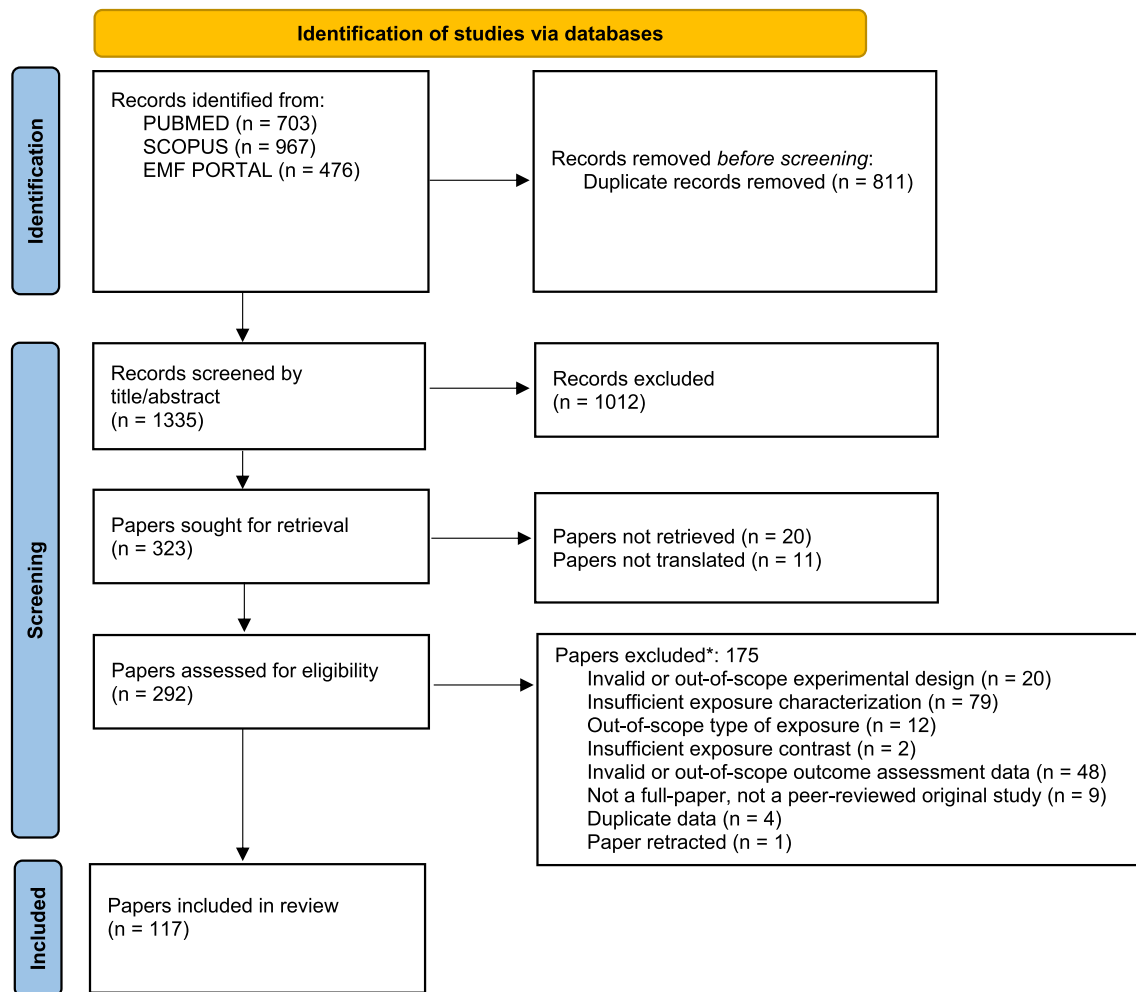 Identification of studies via databases
Identification
Records identified from:
PUBMED (n = 703)
SCOPUS (n = 967)
EMF PORTAL (n = 476)
Records removed before screening:
Duplicate records removed (n = 811)
Screening
Records screened by
title/abstract
(n = 1335)
Records excluded
(n = 1012)
Papers sought for retrieval
(n = 323)
Papers not retrieved (n = 20)
Papers not translated (n = 11)
Papers assessed for eligibility
(n = 292)
Papers excluded*: 175
Invalid or out-of-scope experimental design (n = 20)
Insufficient exposure characterization (n = 79)
Out-of-scope type of exposure (n = 12)
Insufficient exposure contrast (n = 2)
Invalid or out-of-scope outcome assessment data (n = 48)
Not a full-paper, not a peer-reviewed original study (n = 9)
Duplicate data (n = 4)
Paper retracted (n = 1)
Included
Papers included in review
(n = 117)